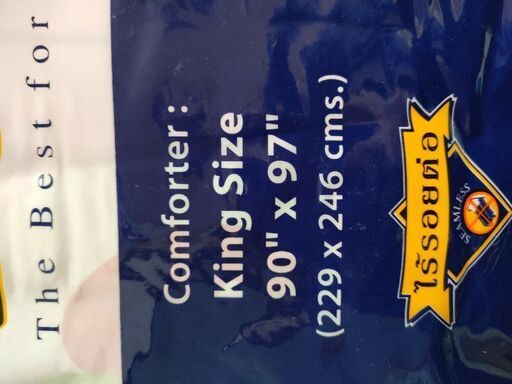 The Best for
Comforter :
King Size
90" x 97"
(229 x 246 cms.)
ไร้รอยต่อ
SEAMLESS